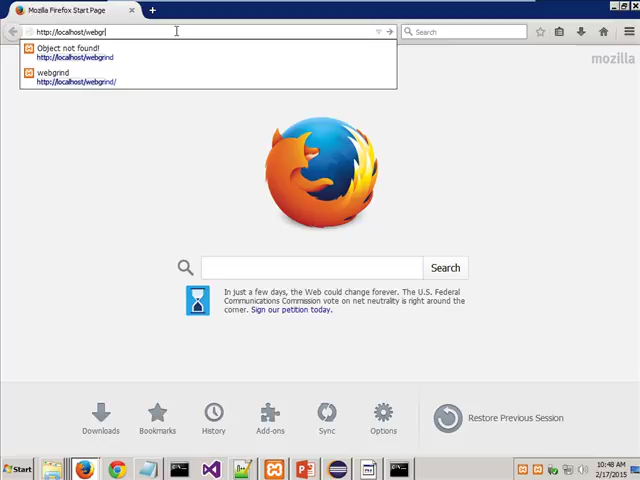 Mozilla Firefox Start Page
http://localhost/webgr
Search
Object not found!
http://localhost/webgrind
webgrind
http://localhost/webgrind/
mozilla
Search
In just a few days, the Web could change forever. The U.S. Federal
Communications Commission vote on net neutrality is right around the
corner. Sign our petition today.
Downloads
Bookmarks
History
Add-ons
Sync
Options
Restore Previous Session
Start
10:48 AM
2/17/2015